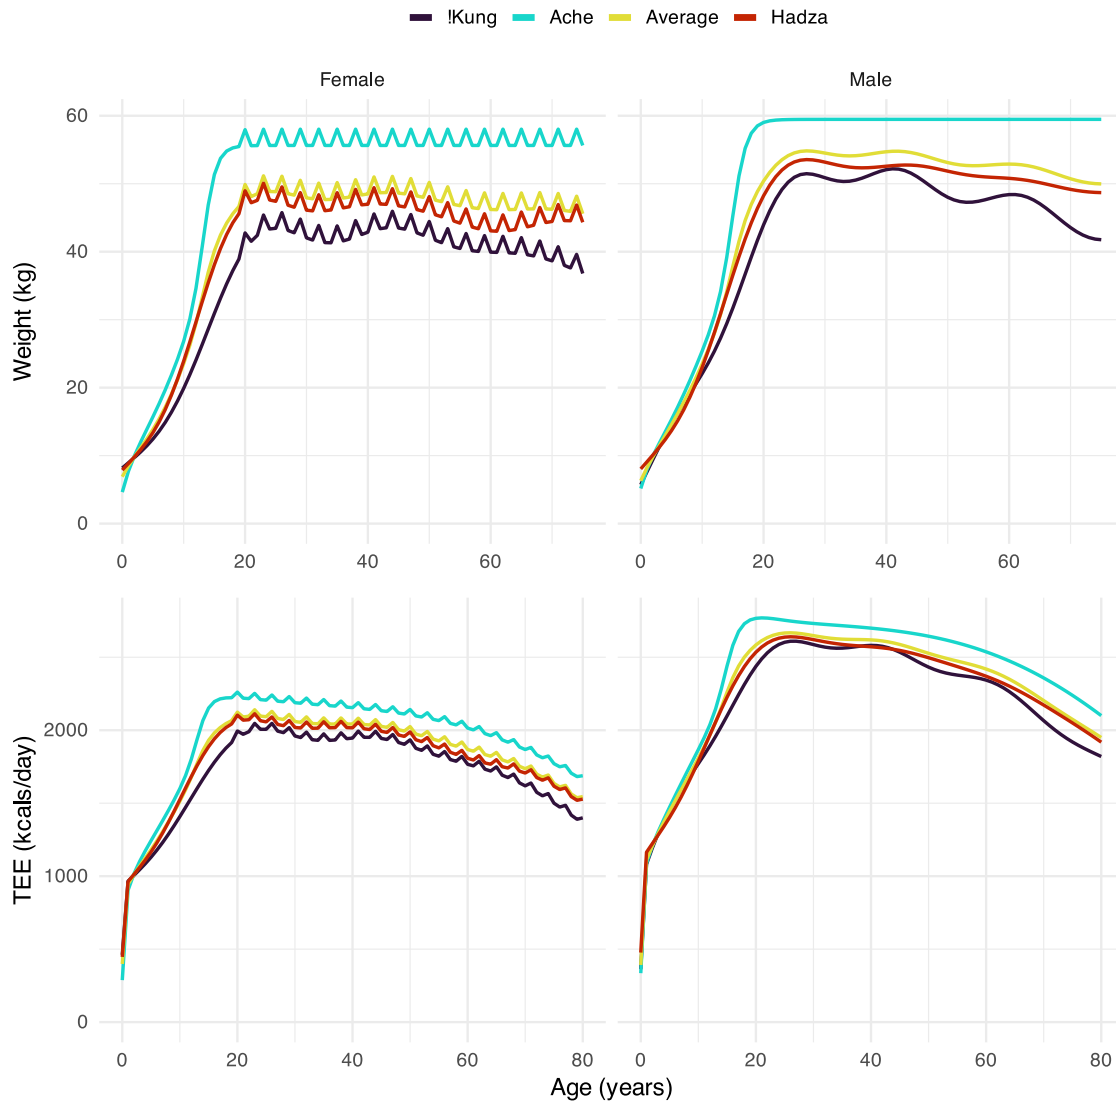 !Kung Ache Average Hadza
Female Male
Weight (kg)
60
40
20
0
0 20 40 60 0 20 40 60
TEE (kcals/day)
2000
1000
0
0 20 40 60 80 0 20 40 60 80
Age (years)